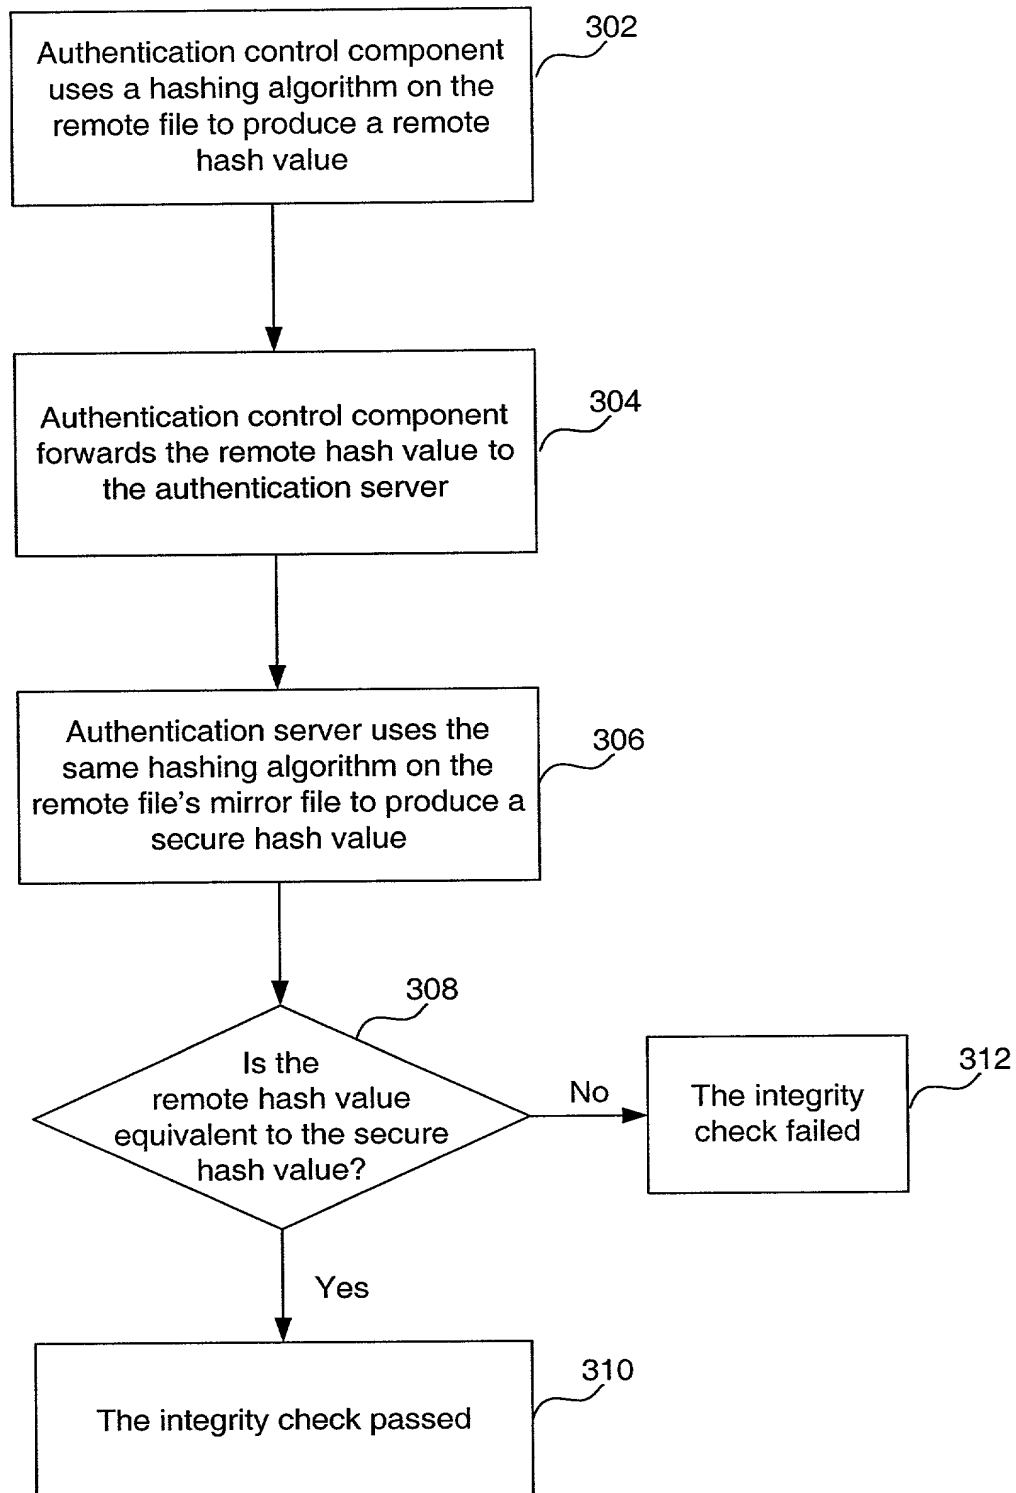 302
Authentication control component
uses a hashing algorithm on the
remote file to produce a remote
hash value
304
Authentication control component
forwards the remote hash value to
the authentication server
306
Authentication server uses the
same hashing algorithm on the
remote file's mirror file to produce a
secure hash value
308
Is the
remote hash value
equivalent to the secure
hash value?
No
312
The integrity
check failed
Yes
310
The integrity check passed